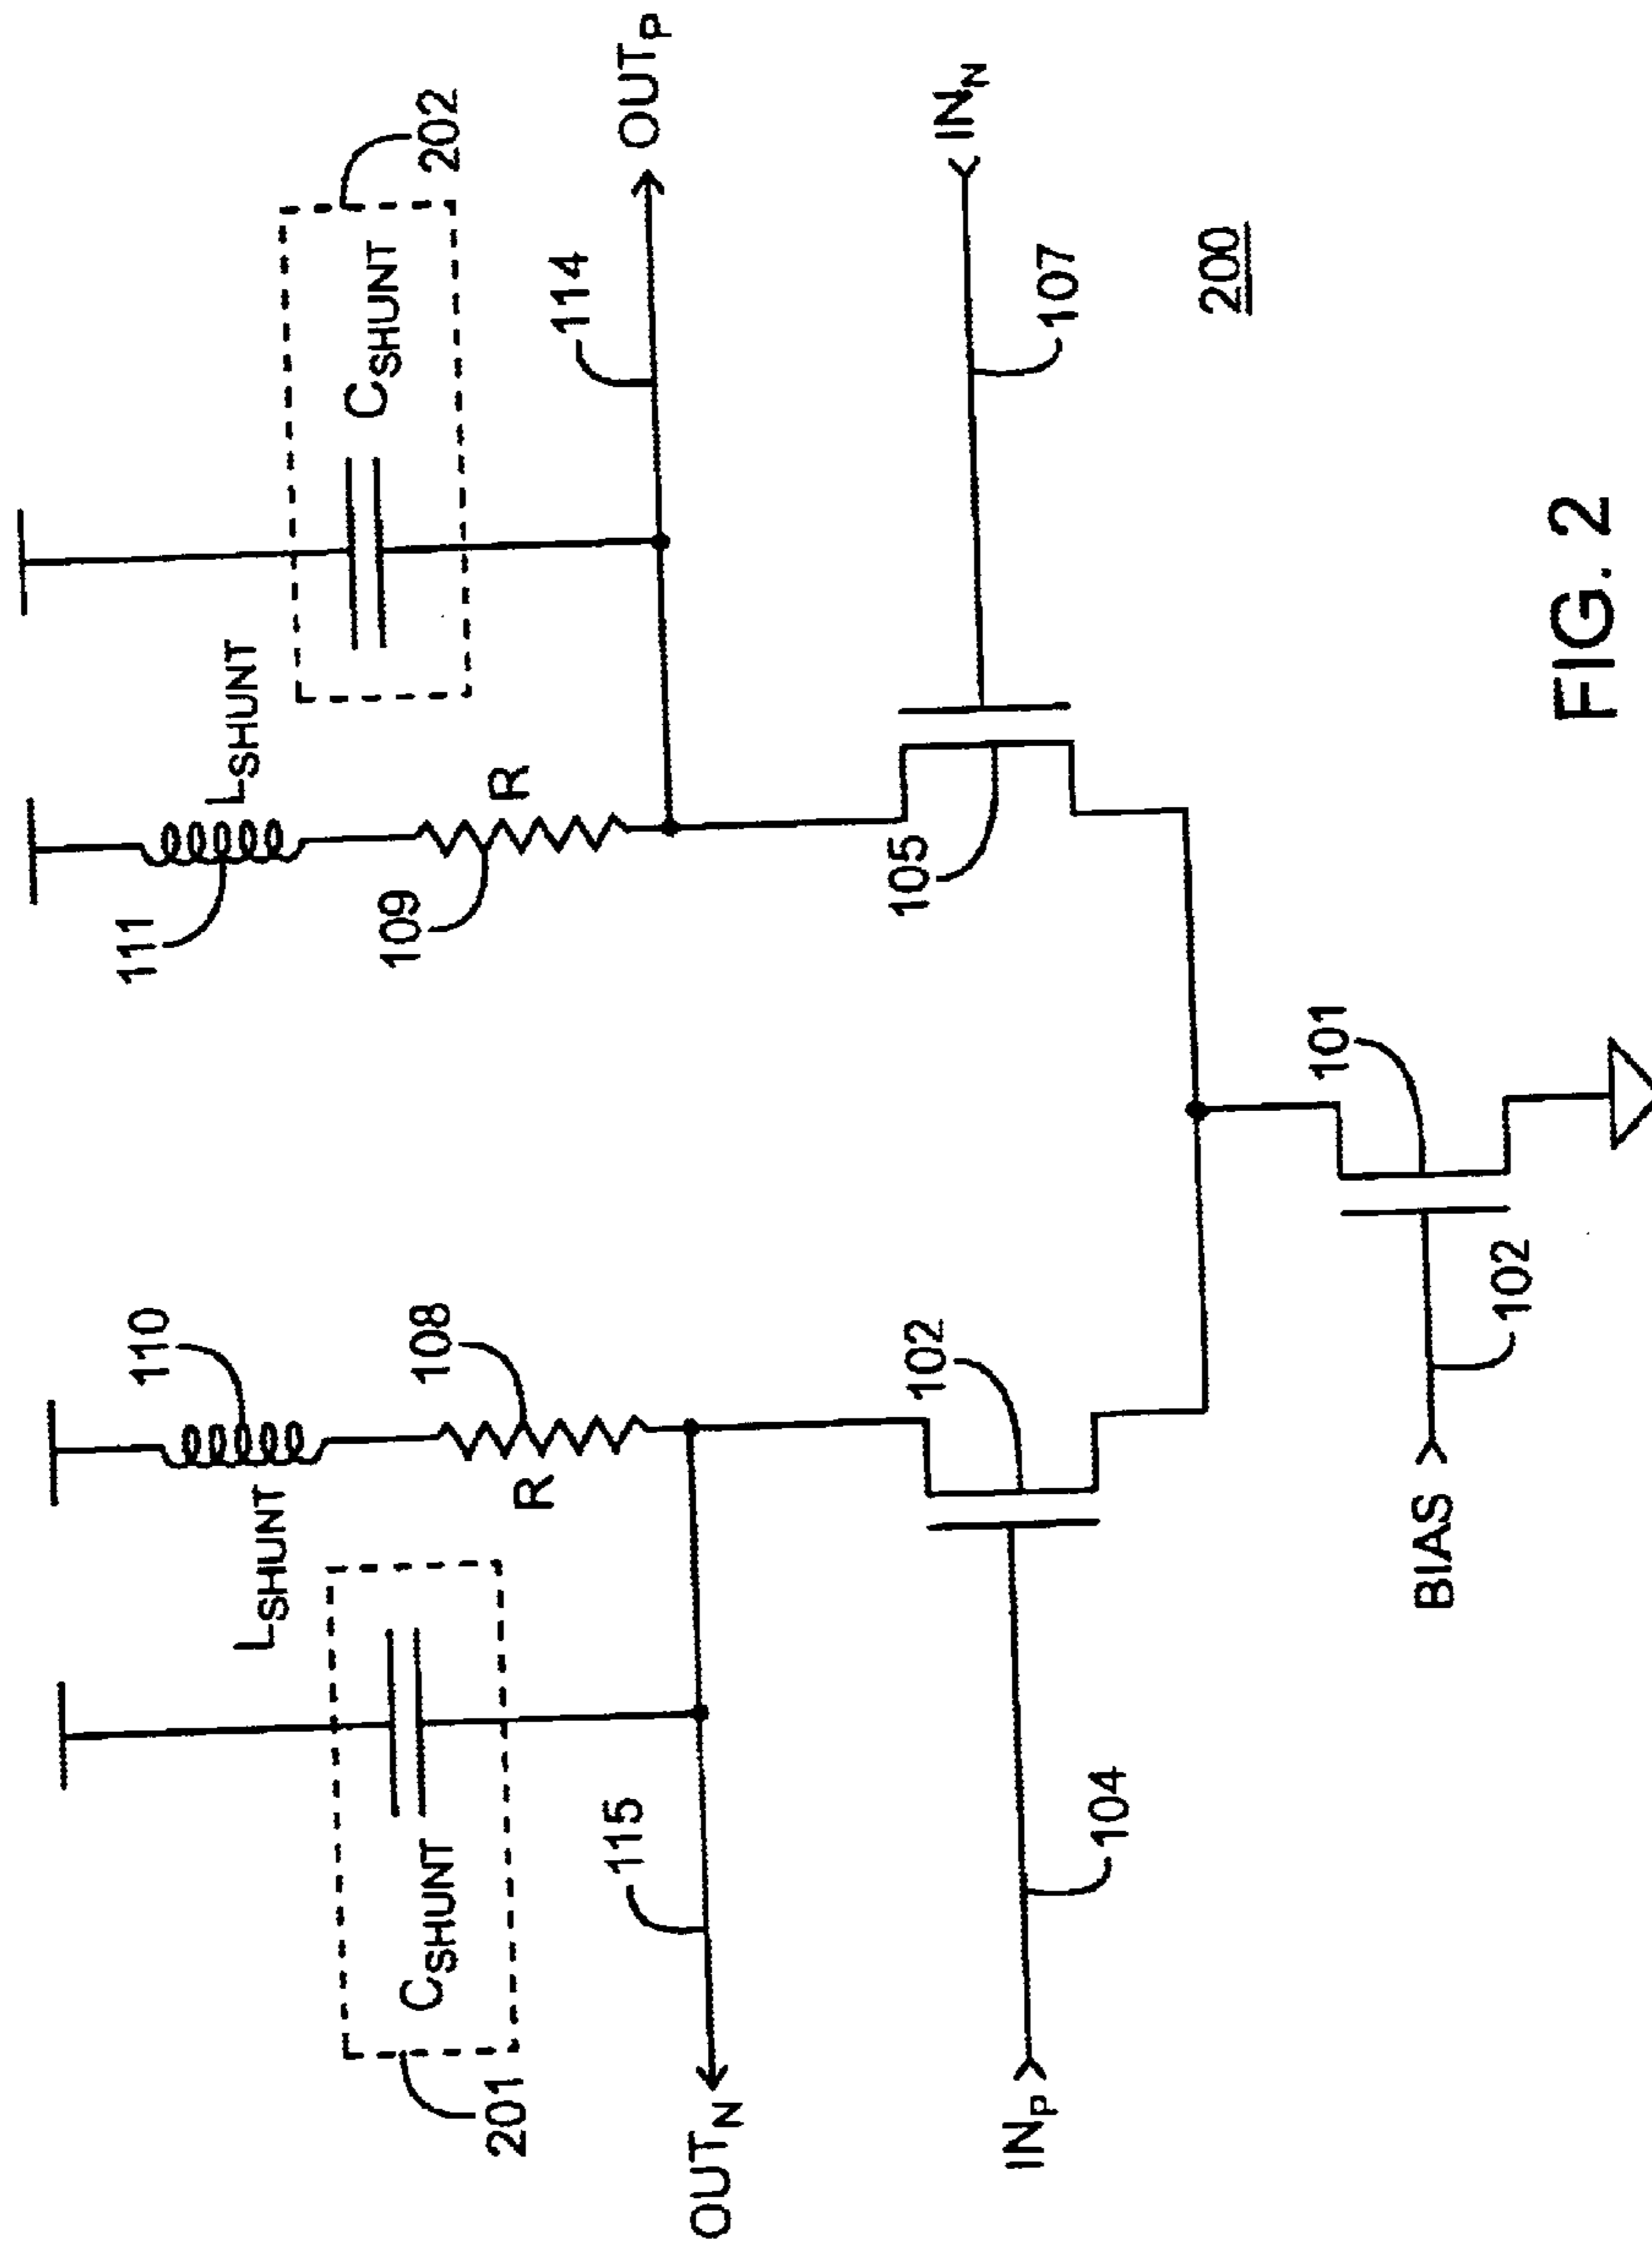 110
111
L_SHUNT
L_SHUNT
C_SHUNT
C_SHUNT
201
202
108
109
R
R
115
114
OUT_N
OUT_P
102
105
IN_P
IN_N
104
107
101
BIAS
102
200
FIG. 2